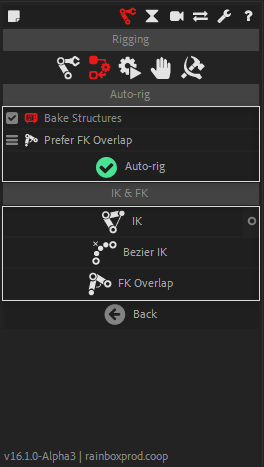 ?
Rigging
Auto-rig
Bake Structures
Prefer FK Overlap
Auto-rig
IK & FK
IK
Bezier IK
FK Overlap
Back
v16.1.0-Alpha3 | rainboxprod.coop